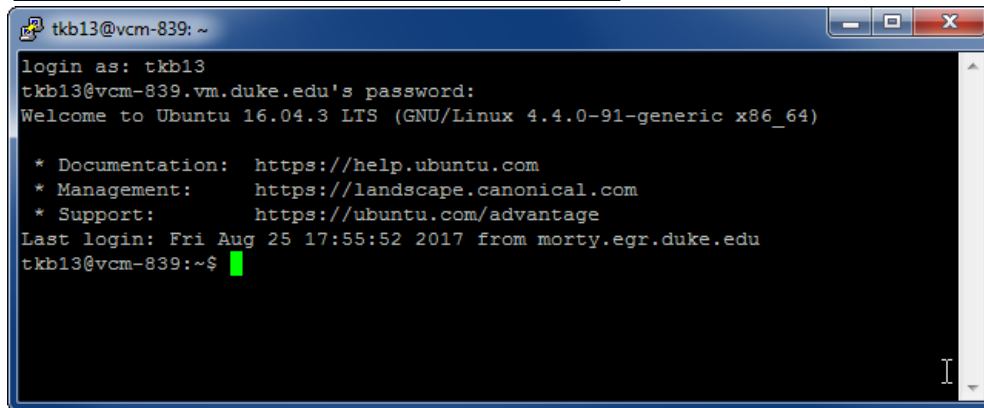 tkb13@vcm-839: ~
login as: tkb13
tkb13@vcm-839.vm.duke.edu's password:
Welcome to Ubuntu 16.04.3 LTS (GNU/Linux 4.4.0-91-generic x86_64)
* Documentation:  https://help.ubuntu.com
* Management:     https://landscape.canonical.com
* Support:        https://ubuntu.com/advantage
Last login: Fri Aug 25 17:55:52 2017 from morty.egr.duke.edu
tkb13@vcm-839:~$